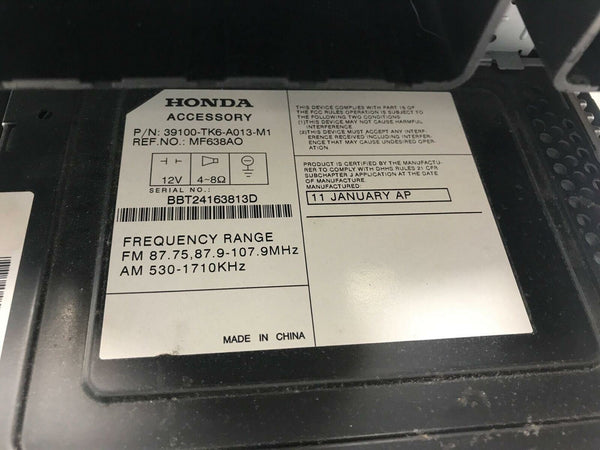 HONDA
ACCESSORY
P/N: 39100-TK6-A013-M1
REF.NO.: MF638AO
12V 4~8Ω
SERIAL NO.:
BBT24163813D
FREQUENCY RANGE
FM 87.75,87.9-107.9MHz
AM 530-1710KHz
MADE IN CHINA
THIS DEVICE COMPLIES WITH PART 15 OF
THE FCC RULES OPERATION IS SUBJECT TO
THE FOLLOWING TWO CONDITIONS
(1)THIS DEVICE MAY NOT CAUSE HARMFUL
INTERFERENCE.
(2)THIS DEVICE MUST ACCEPT ANY INTERF-
ERENCE RECEIVED INCLUDING INTERFERENCE
THAT MAY CAUSE UNDESIRED OPER-
ATION.
PRODUCT IS CERTIFIED BY THE MANUFACTU-
RER TO COMPLY WITH DHHS RULES 21 CFR
SUBCHAPTER J APPLICATION AT THE DATE
OF MANUFACTURE
MANUFACTURED
11 JANUARY AP